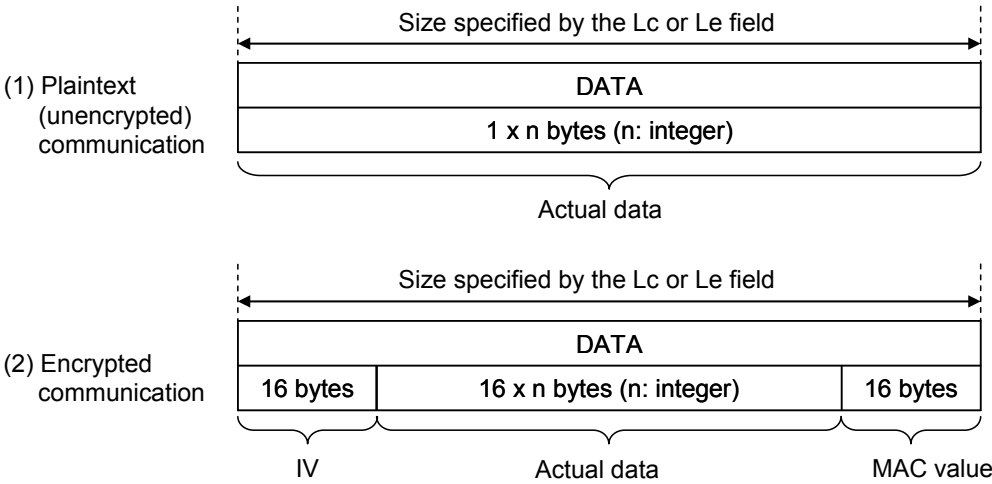 Size specified by the Lc or Le field
(1) Plaintext
(unencrypted)
communication
DATA
1 x n bytes (n: integer)
Actual data
Size specified by the Lc or Le field
(2) Encrypted
communication
DATA
16 bytes
16 x n bytes (n: integer)
16 bytes
IV
Actual data
MAC value